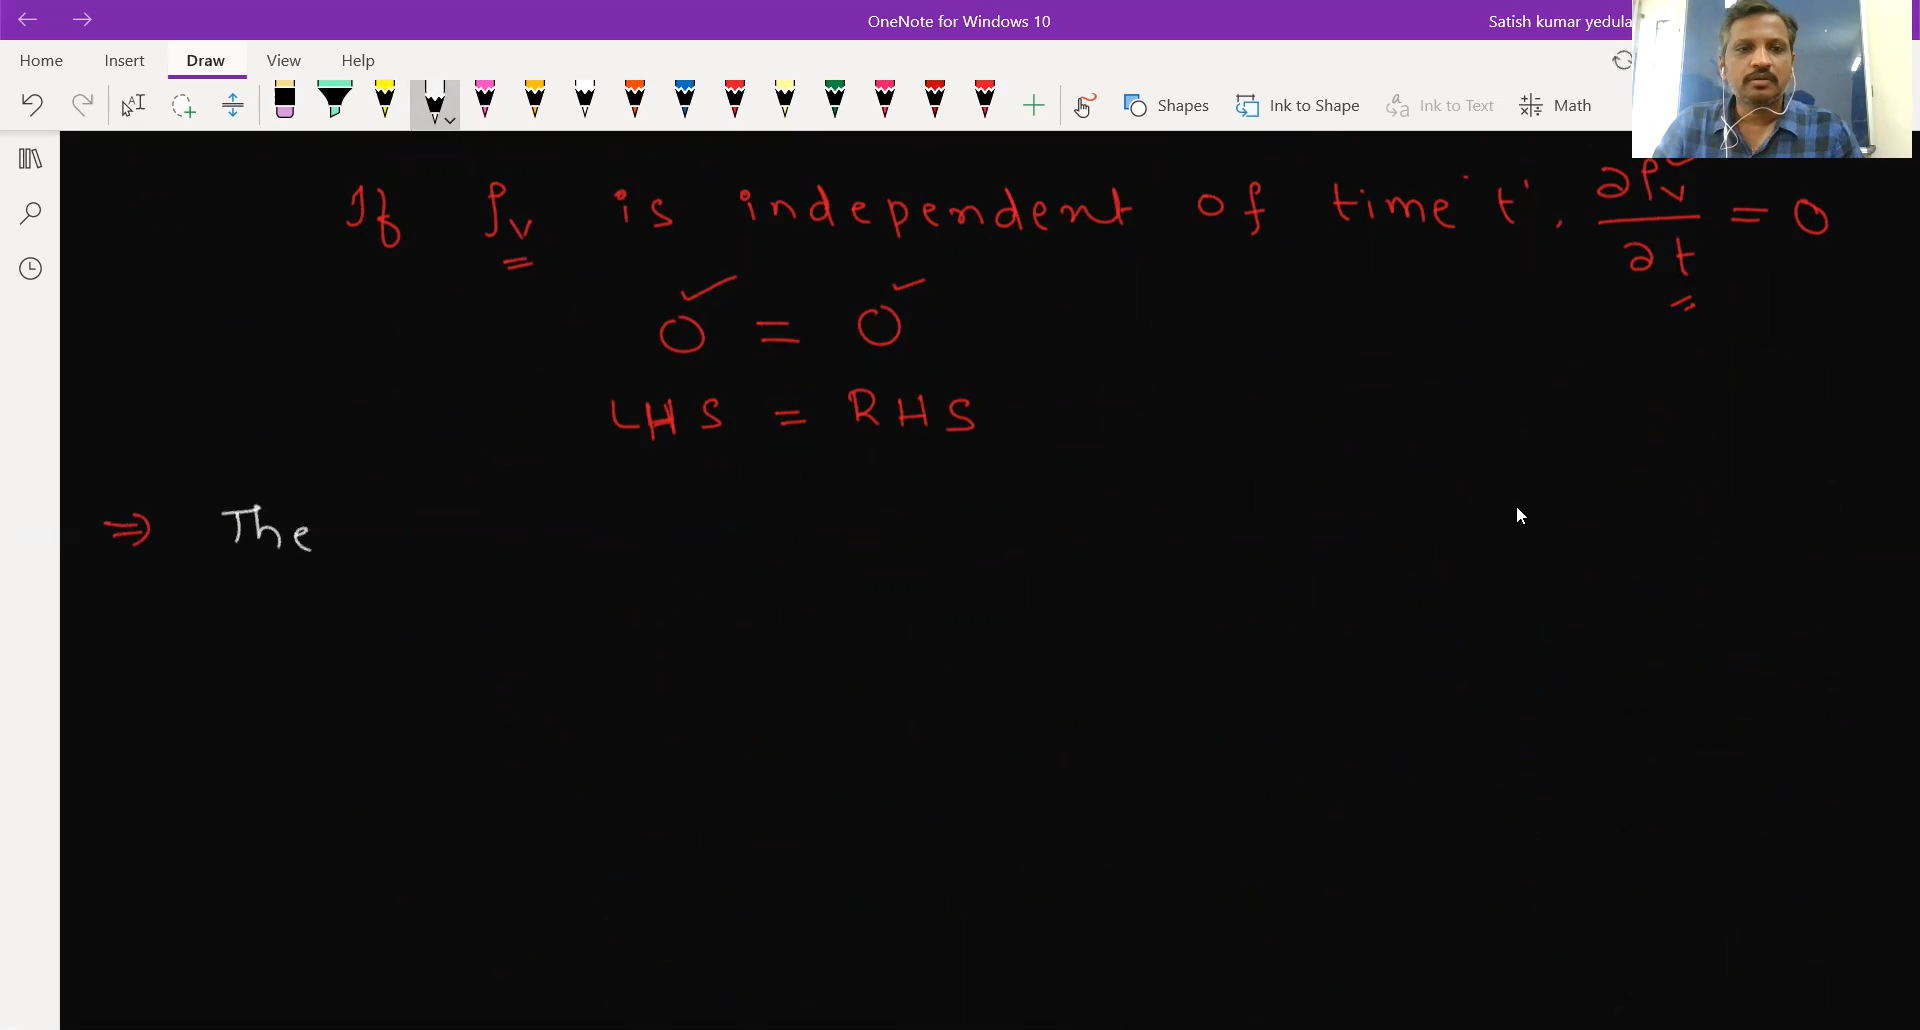 OneNote for Windows 10
Satish kumar yedula
Home Insert Draw View Help
Shapes Ink to Shape Ink to Text Math
If ρᵥ is independent of time 't'. ∂ρᵥ/∂t = 0
0 = 0
LHS = RHS
⇒ The